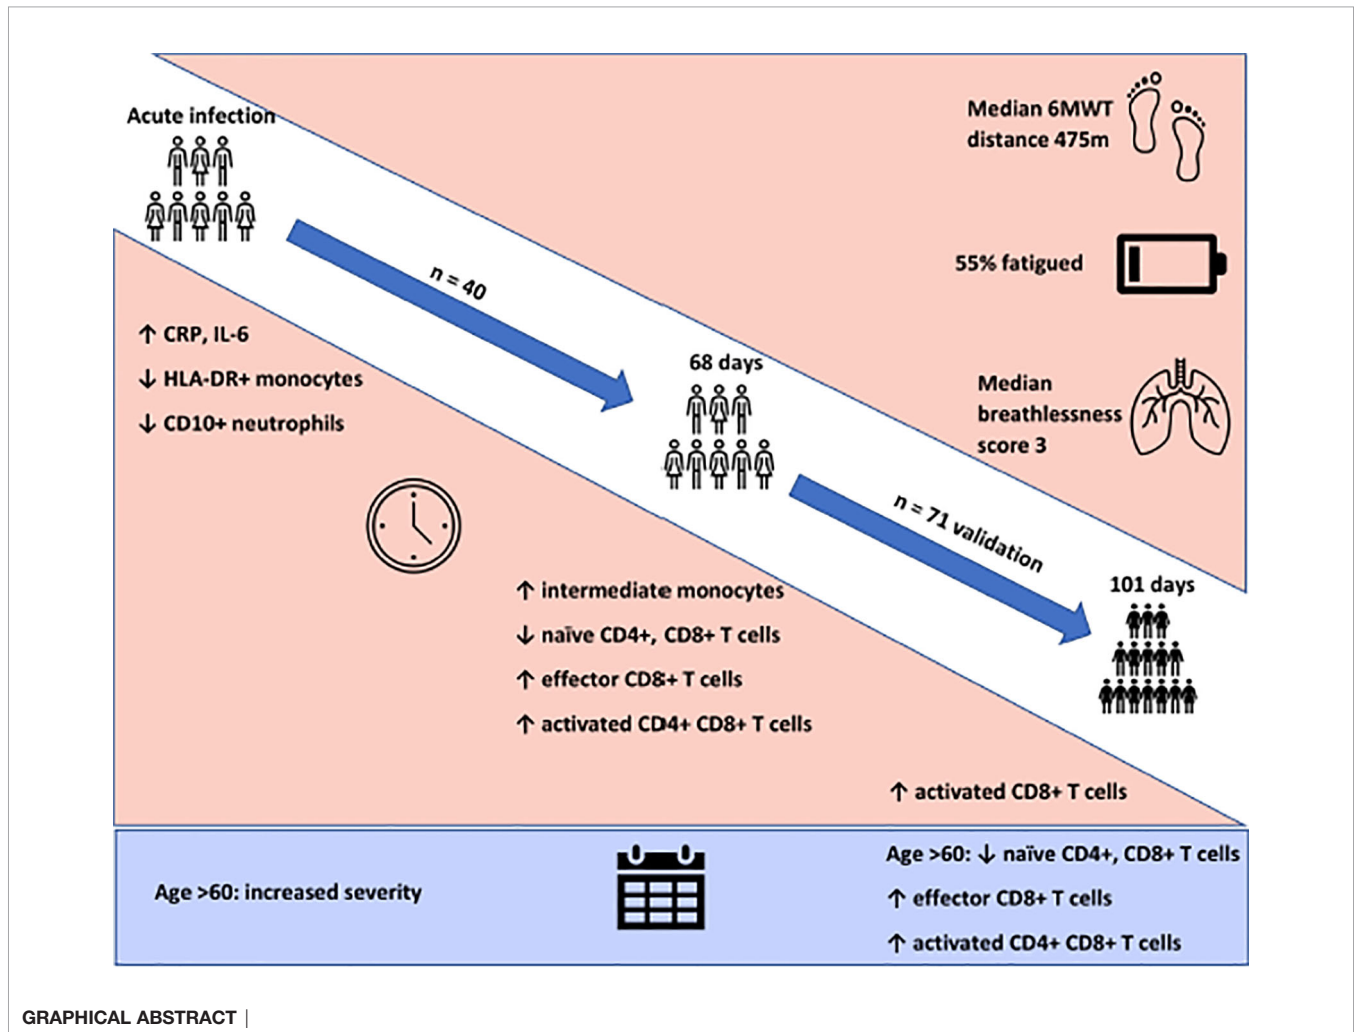 Acute infection
n = 40
68 days
n = 71 validation
101 days
Median 6MWT
distance 475m
55% fatigued
Median
breathlessness
score 3
↑ CRP, IL-6
↓ HLA-DR+ monocytes
↓ CD10+ neutrophils
↑ intermediate monocytes
↓ naïve CD4+, CD8+ T cells
↑ effector CD8+ T cells
↑ activated CD4+ CD8+ T cells
↑ activated CD8+ T cells
Age >60: increased severity
Age >60: ↓ naïve CD4+, CD8+ T cells
↑ effector CD8+ T cells
↑ activated CD4+ CD8+ T cells
GRAPHICAL ABSTRACT |